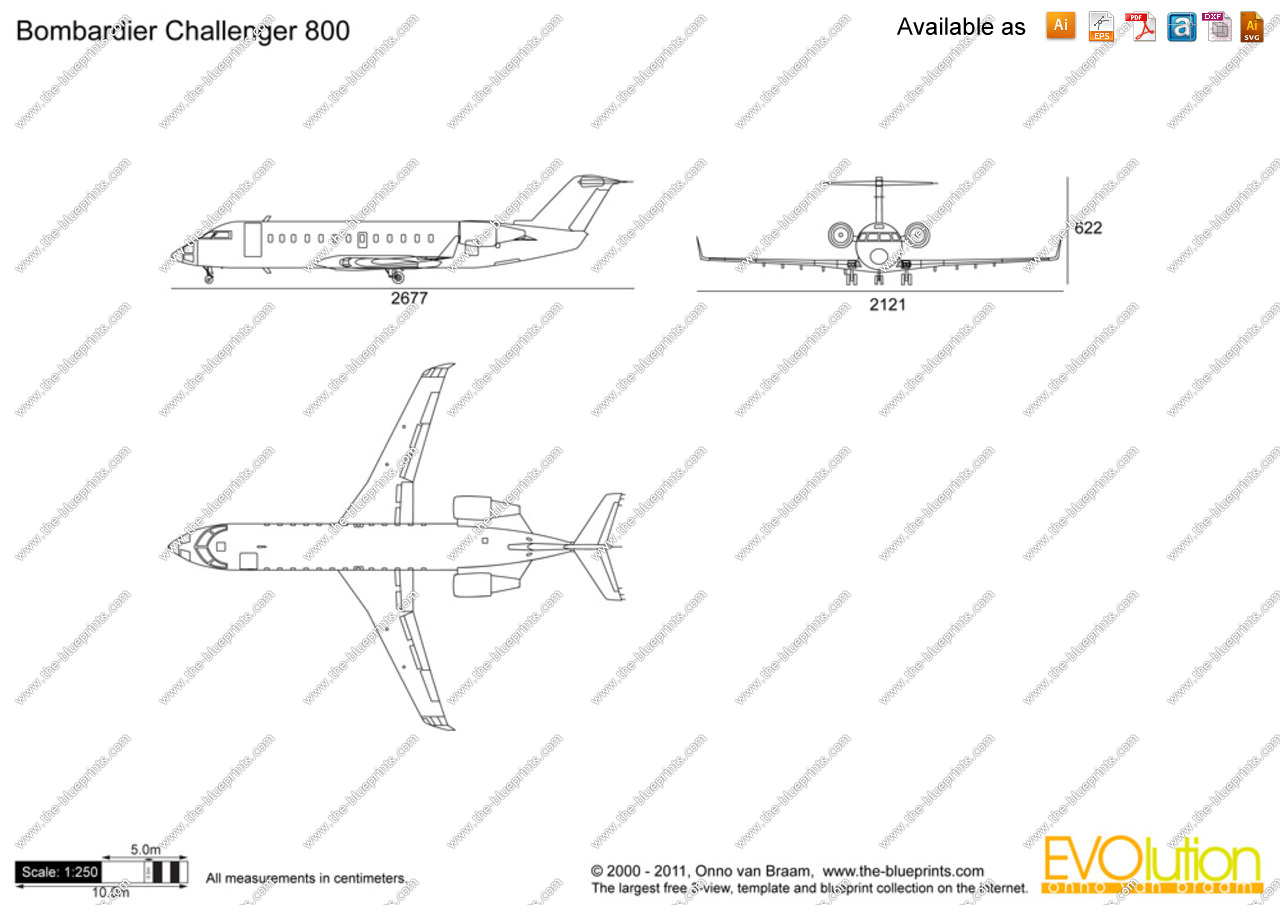 Bombardier Challenger 800
Available as
Ai
EPS
PDF
a
DXF
Ai
SVG
www.the-blueprints.com
622
2677
2121
5.0m
Scale: 1:250
10.0m
All measurements in centimeters.
© 2000 - 2011, Onno van Braam, www.the-blueprints.com
The largest free 3-view, template and blueprint collection on the internet.
EVOlution
onno van braam